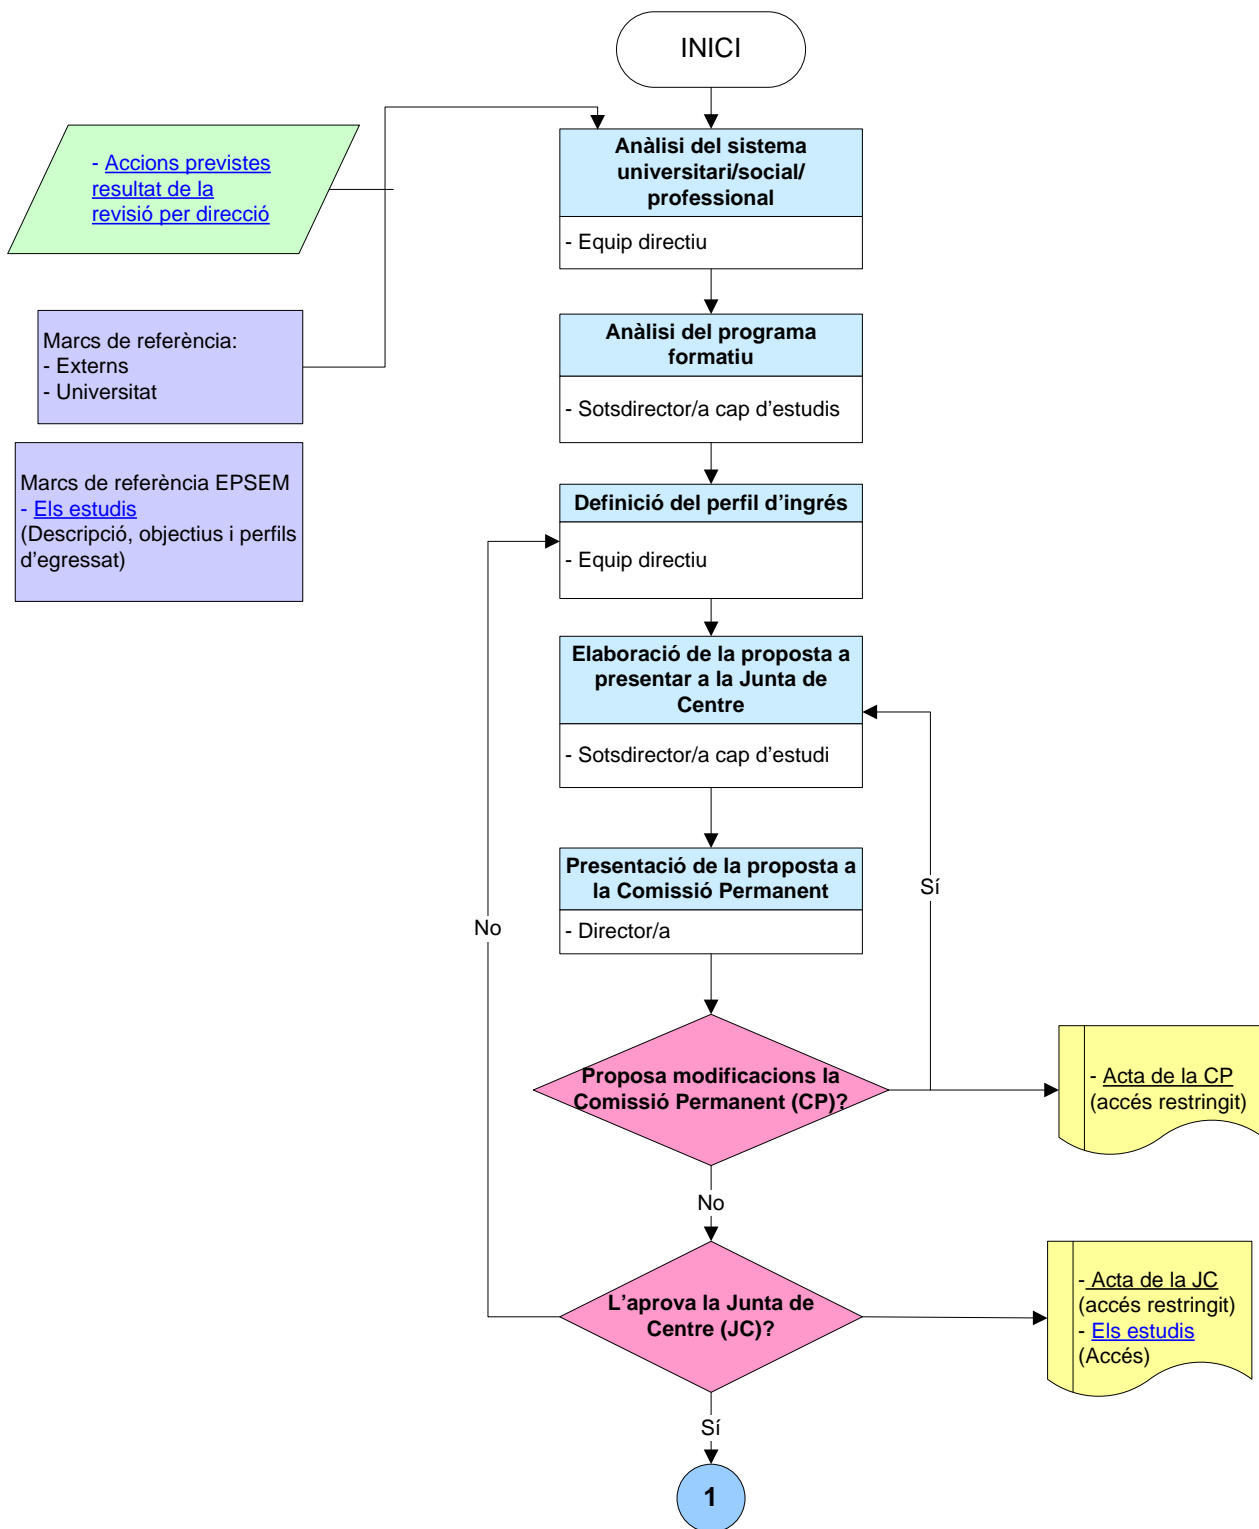 INICI
- Accions previstes
resultat de la
revisió per direcció
Anàlisi del sistema
universitari/social/
professional
- Equip directiu
Marcs de referència:
- Externs
- Universitat
Anàlisi del programa
formatiu
- Sotsdirector/a cap d'estudis
Marcs de referència EPSEM
- Els estudis
(Descripció, objectius i perfils
d'egressat)
Definició del perfil d'ingrés
- Equip directiu
Elaboració de la proposta a
presentar a la Junta de
Centre
- Sotsdirector/a cap d'estudi
Presentació de la proposta a
la Comissió Permanent
- Director/a
Sí
No
Proposa modificacions la
Comissió Permanent (CP)?
- Acta de la CP
(accés restringit)
No
L'aprova la Junta de
Centre (JC)?
- Acta de la JC
(accés restringit)
- Els estudis
(Accés)
Sí
1